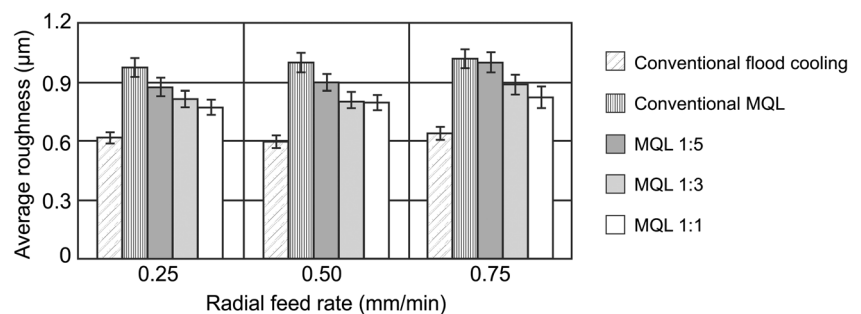 Average roughness (μm)
1.2
0.9
0.6
0.3
0
0.25
0.50
0.75
Radial feed rate (mm/min)
Conventional flood cooling
Conventional MQL
MQL 1:5
MQL 1:3
MQL 1:1